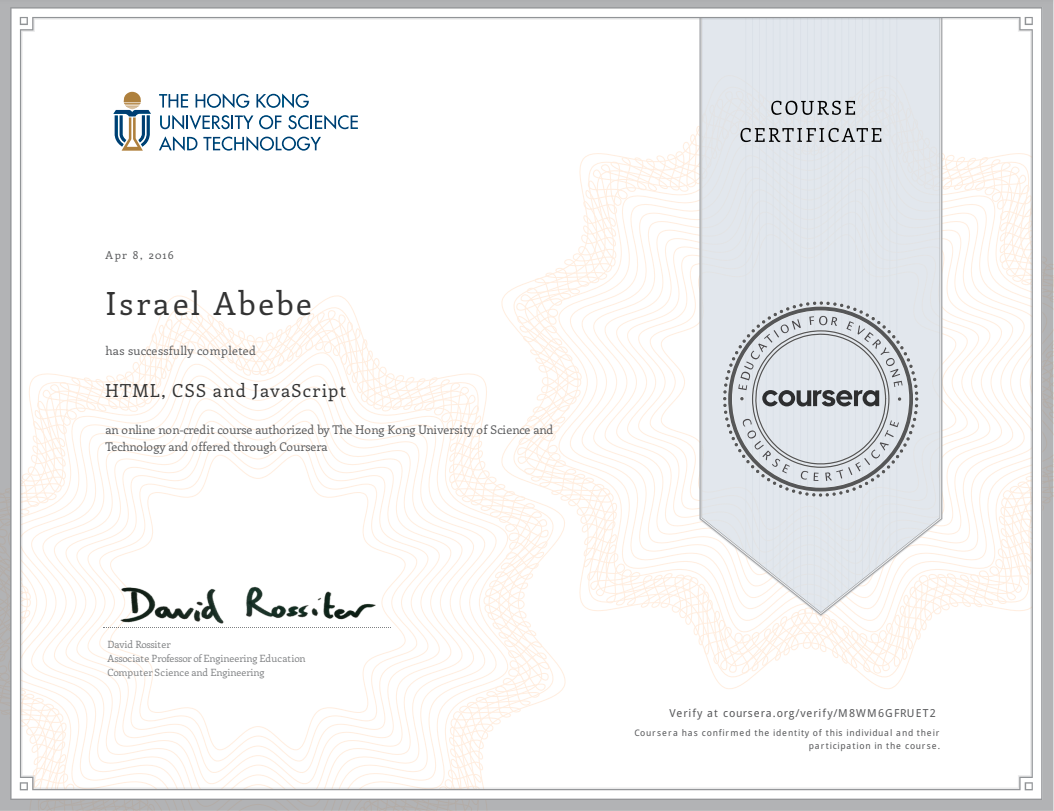 THE HONG KONG
UNIVERSITY OF SCIENCE
AND TECHNOLOGY
COURSE
CERTIFICATE
Apr 8, 2016
Israel Abebe
has successfully completed
HTML, CSS and JavaScript
an online non-credit course authorized by The Hong Kong University of Science and
Technology and offered through Coursera
EDUCATION FOR EVERYONE
coursera
COURSE CERTIFICATE
David Rossiter
David Rossiter
Associate Professor of Engineering Education
Computer Science and Engineering
Verify at coursera.org/verify/M8WM6GFRUET2
Coursera has confirmed the identity of this individual and their
participation in the course.